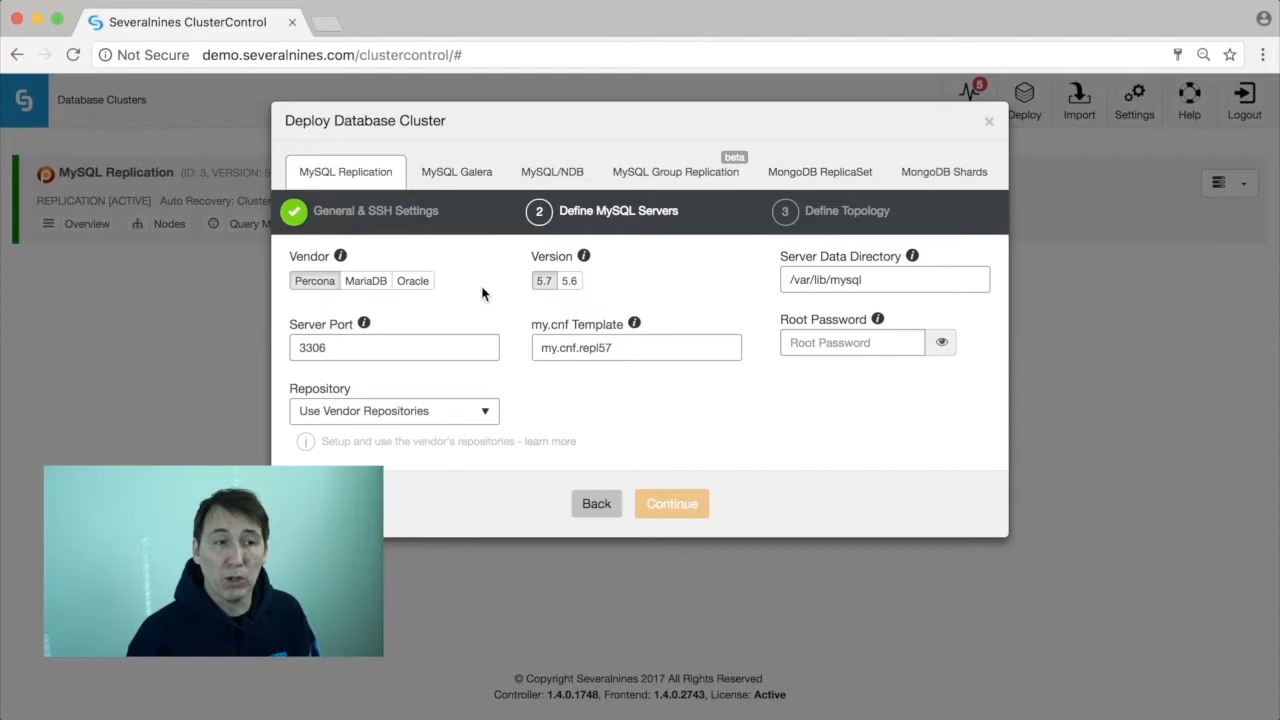 Severalnines ClusterControl
Not Secure demo.severalnines.com/clustercontrol/#
Database Clusters
5
Deploy
Import
Settings
Help
Logout
Deploy Database Cluster
MySQL Replication
MySQL Galera
MySQL/NDB
MySQL Group Replication
beta
MongoDB ReplicaSet
MongoDB Shards
General & SSH Settings
2 Define MySQL Servers
3 Define Topology
MySQL Replication (ID: 3, VERSION: 5
REPLICATION [ACTIVE] Auto Recovery: Cluster
Overview
Nodes
Query M
Vendor
Percona MariaDB Oracle
Version
5.7 5.6
Server Data Directory
/var/lib/mysql
Server Port
3306
my.cnf Template
my.cnf.repl57
Root Password
Root Password
Repository
Use Vendor Repositories
Setup and use the vendor's repositories - learn more
Back
Continue
© Copyright Severalnines 2017 All Rights Reserved
Controller: 1.4.0.1748, Frontend: 1.4.0.2743, License: Active